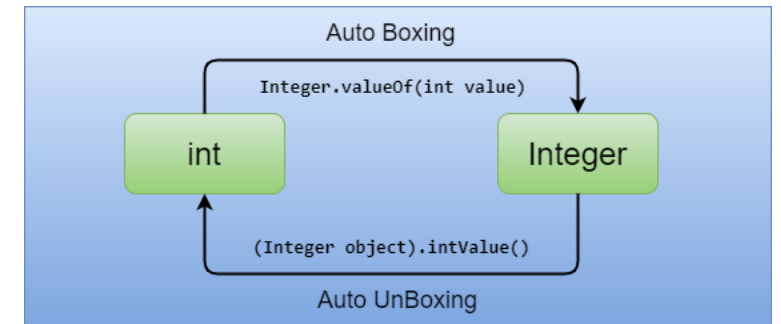 Auto Boxing
Integer.valueOf(int value)
int
Integer
(Integer object).intValue()
Auto UnBoxing